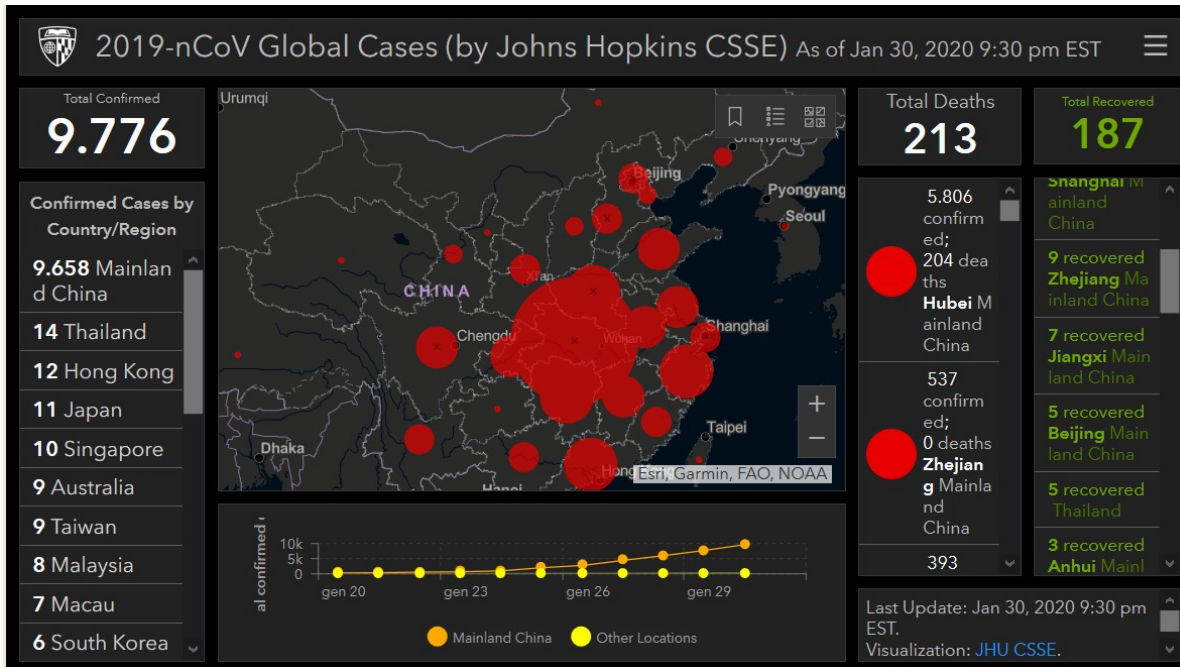 2019-nCoV Global Cases (by Johns Hopkins CSSE) As of Jan 30, 2020 9:30 pm EST
Total Confirmed
9.776
Confirmed Cases by
Country/Region
9.658 Mainlan
d China
14 Thailand
12 Hong Kong
11 Japan
10 Singapore
9 Australia
9 Taiwan
8 Malaysia
7 Macau
6 South Korea
Urumqi
Shenyang
Beijing
Pyongyang
Seoul
Xi'an
CHINA
Chengdu
Wuhan
Shanghai
Dhaka
Taipei
Hong
Hanoi
+
−
Esri, Garmin, FAO, NOAA
al confirmed
10k
5k
0
gen 20
gen 23
gen 26
gen 29
Mainland China
Other Locations
Total Deaths
213
5.806
confirm
ed;
204 dea
ths
Hubei M
ainland
China
537
confirm
ed;
0 deaths
Zhejian
g Mainla
nd
China
393
Total Recovered
187
Shanghai M
ainland
China
9 recovered
Zhejiang Ma
inland China
7 recovered
Jiangxi Main
land China
5 recovered
Beijing Main
land China
5 recovered
Thailand
3 recovered
Anhui Mainl
Last Update: Jan 30, 2020 9:30 pm
EST.
Visualization: JHU CSSE.